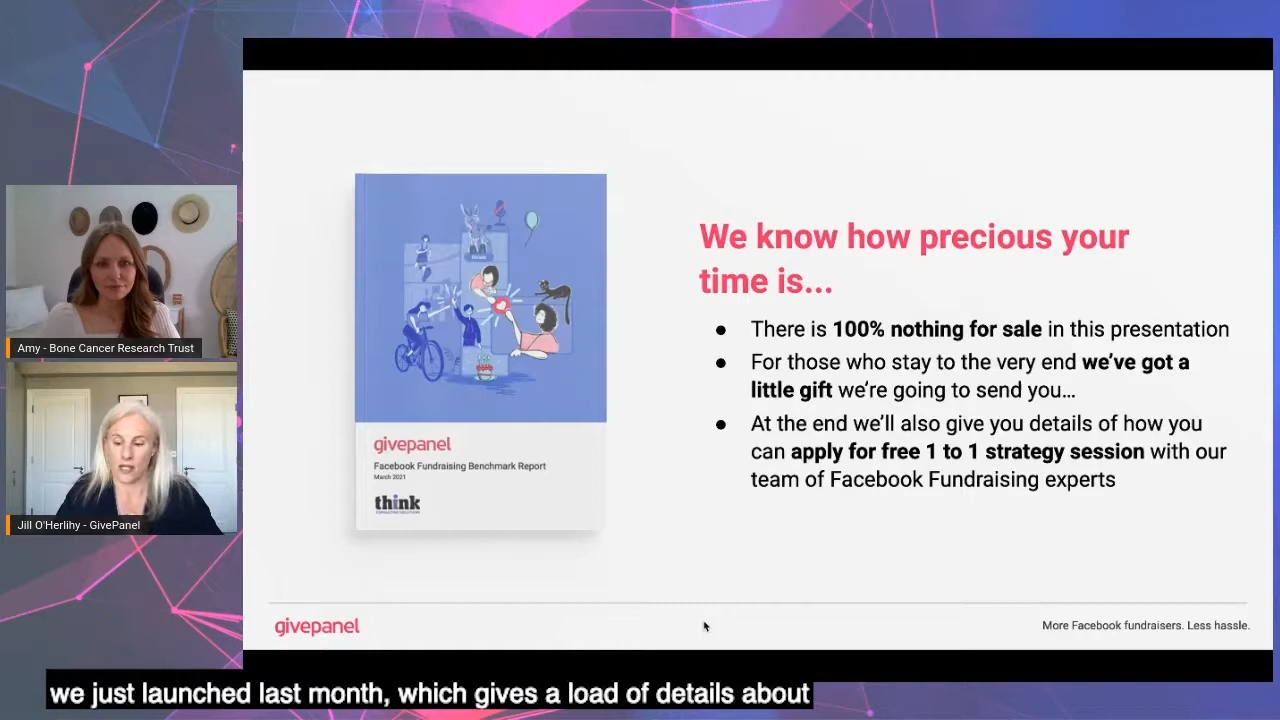 Amy - Bone Cancer Research Trust
Jill O'Herlihy - GivePanel
givepanel
Facebook Fundraising Benchmark Report
March 2021
think
CONSULTING SOLUTIONS
We know how precious your
time is...
● There is 100% nothing for sale in this presentation
● For those who stay to the very end we’ve got a
little gift we’re going to send you…
● At the end we’ll also give you details of how you
can apply for free 1 to 1 strategy session with our
team of Facebook Fundraising experts
givepanel
More Facebook fundraisers. Less hassle.
we just launched last month, which gives a load of details about